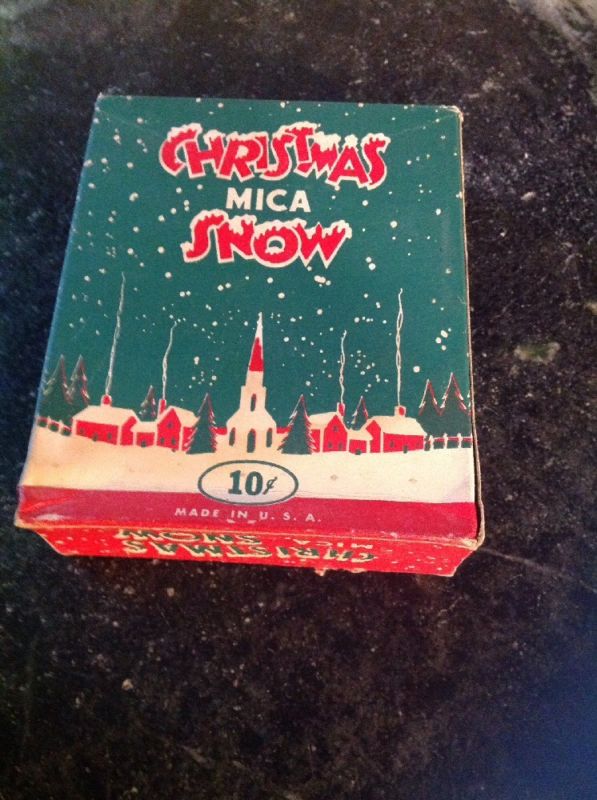 CHRISTMAS
MICA
SNOW
10¢
MADE IN U. S. A.
CHRISTMAS
MICA
SNOW